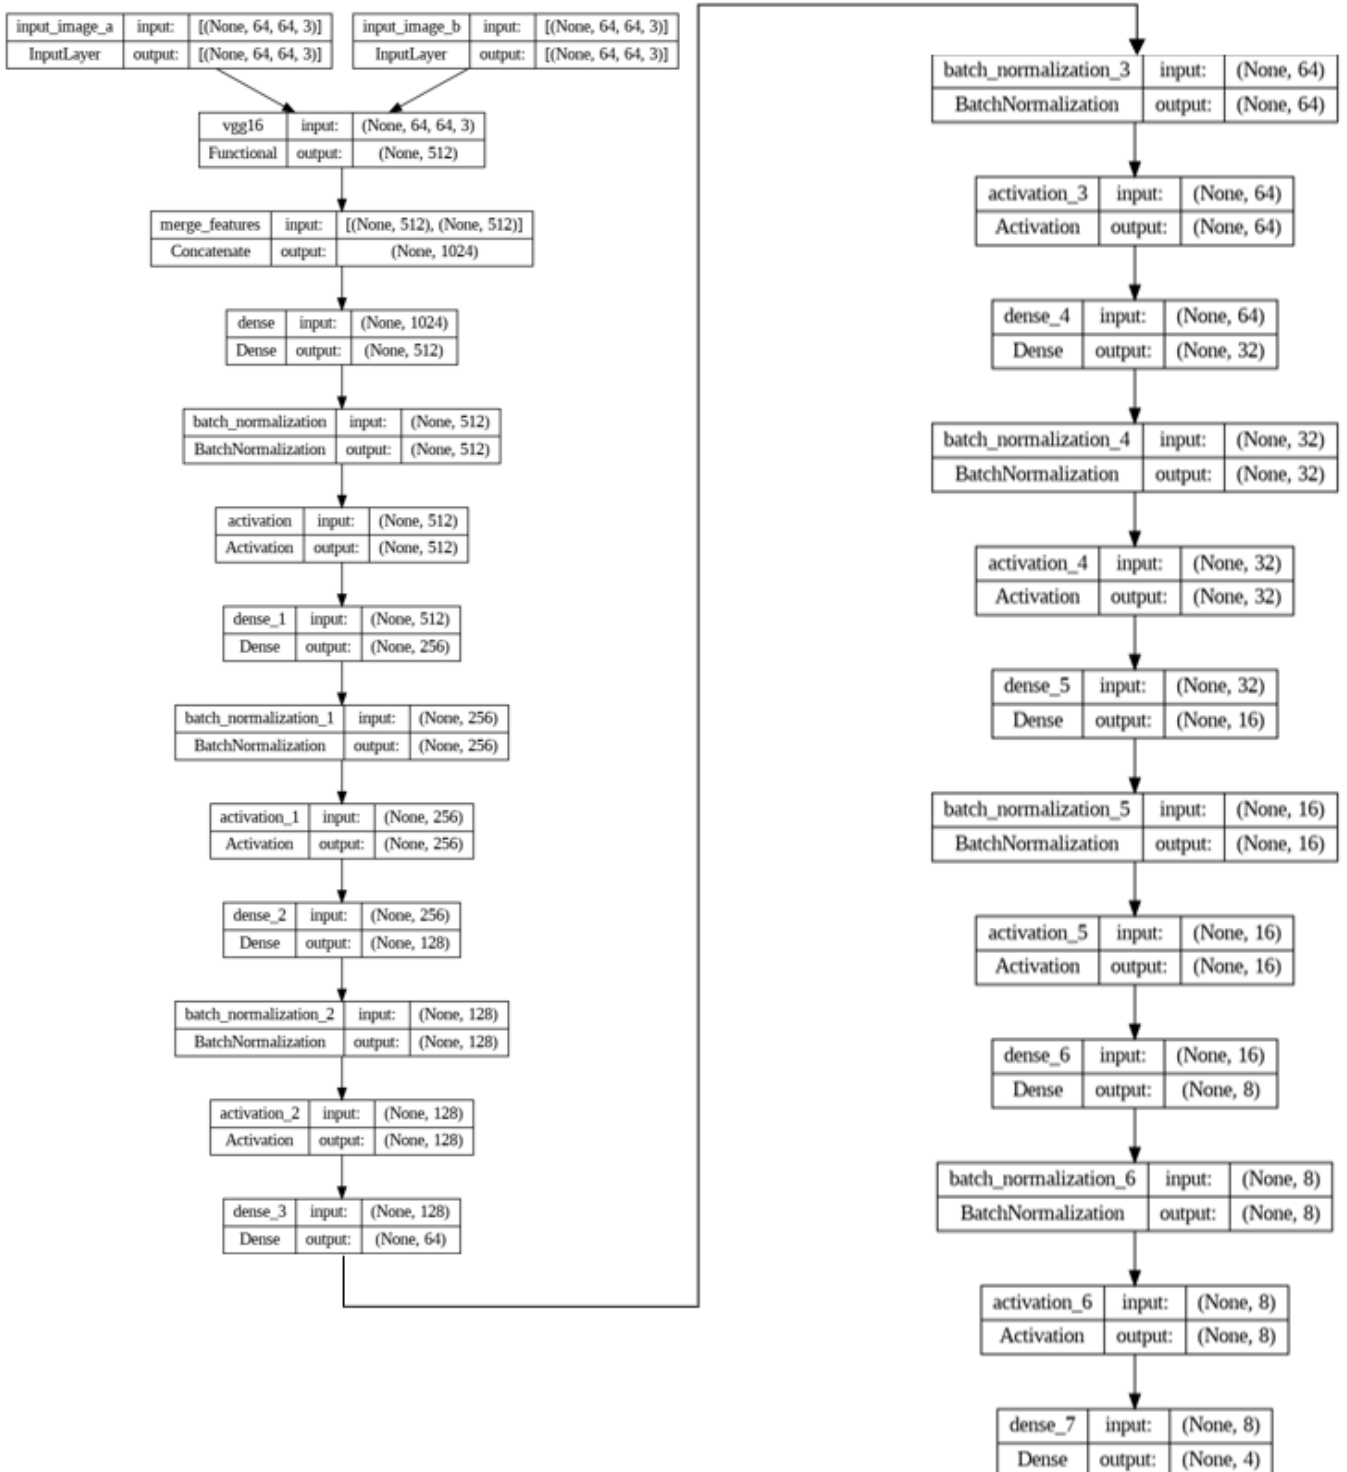 input_image_a input: [(None, 64, 64, 3)]
InputLayer output: [(None, 64, 64, 3)]
input_image_b input: [(None, 64, 64, 3)]
InputLayer output: [(None, 64, 64, 3)]
vgg16 input: (None, 64, 64, 3)
Functional output: (None, 512)
merge_features input: [(None, 512), (None, 512)]
Concatenate output: (None, 1024)
dense input: (None, 1024)
Dense output: (None, 512)
batch_normalization input: (None, 512)
BatchNormalization output: (None, 512)
activation input: (None, 512)
Activation output: (None, 512)
dense_1 input: (None, 512)
Dense output: (None, 256)
batch_normalization_1 input: (None, 256)
BatchNormalization output: (None, 256)
activation_1 input: (None, 256)
Activation output: (None, 256)
dense_2 input: (None, 256)
Dense output: (None, 128)
batch_normalization_2 input: (None, 128)
BatchNormalization output: (None, 128)
activation_2 input: (None, 128)
Activation output: (None, 128)
dense_3 input: (None, 128)
Dense output: (None, 64)
batch_normalization_3 input: (None, 64)
BatchNormalization output: (None, 64)
activation_3 input: (None, 64)
Activation output: (None, 64)
dense_4 input: (None, 64)
Dense output: (None, 32)
batch_normalization_4 input: (None, 32)
BatchNormalization output: (None, 32)
activation_4 input: (None, 32)
Activation output: (None, 32)
dense_5 input: (None, 32)
Dense output: (None, 16)
batch_normalization_5 input: (None, 16)
BatchNormalization output: (None, 16)
activation_5 input: (None, 16)
Activation output: (None, 16)
dense_6 input: (None, 16)
Dense output: (None, 8)
batch_normalization_6 input: (None, 8)
BatchNormalization output: (None, 8)
activation_6 input: (None, 8)
Activation output: (None, 8)
dense_7 input: (None, 8)
Dense output: (None, 4)